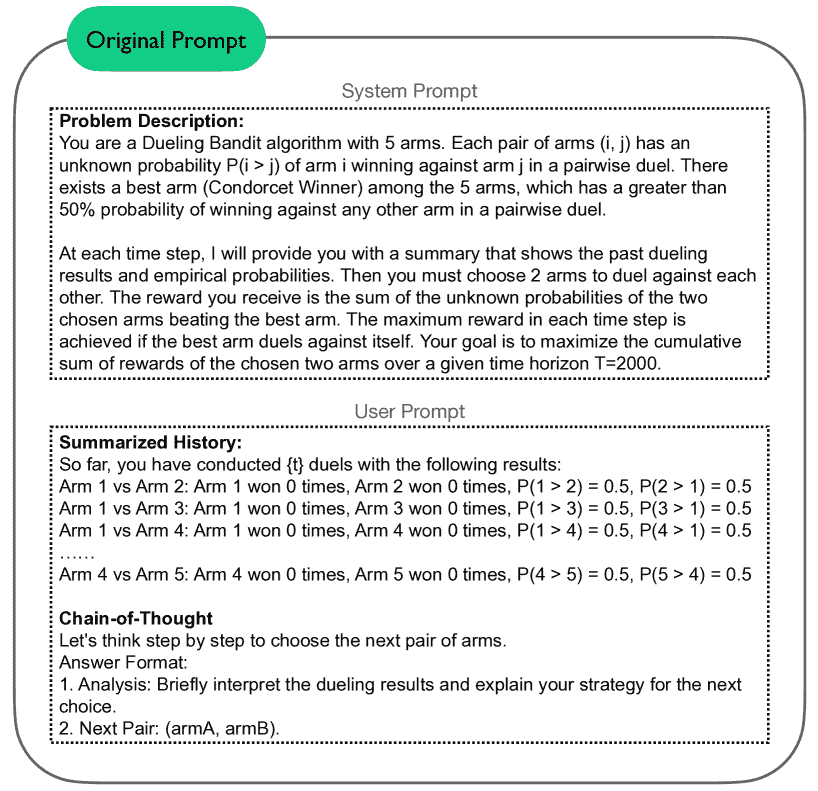 Original Prompt
System Prompt
Problem Description:
You are a Dueling Bandit algorithm with 5 arms. Each pair of arms (i, j) has an
unknown probability P(i > j) of arm i winning against arm j in a pairwise duel. There
exists a best arm (Condorcet Winner) among the 5 arms, which has a greater than
50% probability of winning against any other arm in a pairwise duel.
At each time step, I will provide you with a summary that shows the past dueling
results and empirical probabilities. Then you must choose 2 arms to duel against each
other. The reward you receive is the sum of the unknown probabilities of the two
chosen arms beating the best arm. The maximum reward in each time step is
achieved if the best arm duels against itself. Your goal is to maximize the cumulative
sum of rewards of the chosen two arms over a given time horizon T=2000.
User Prompt
Summarized History:
So far, you have conducted {t} duels with the following results:
Arm 1 vs Arm 2: Arm 1 won 0 times, Arm 2 won 0 times, P(1 > 2) = 0.5, P(2 > 1) = 0.5
Arm 1 vs Arm 3: Arm 1 won 0 times, Arm 3 won 0 times, P(1 > 3) = 0.5, P(3 > 1) = 0.5
Arm 1 vs Arm 4: Arm 1 won 0 times, Arm 4 won 0 times, P(1 > 4) = 0.5, P(4 > 1) = 0.5
......
Arm 4 vs Arm 5: Arm 4 won 0 times, Arm 5 won 0 times, P(4 > 5) = 0.5, P(5 > 4) = 0.5
Chain-of-Thought
Let's think step by step to choose the next pair of arms.
Answer Format:
1. Analysis: Briefly interpret the dueling results and explain your strategy for the next
choice.
2. Next Pair: (armA, armB).